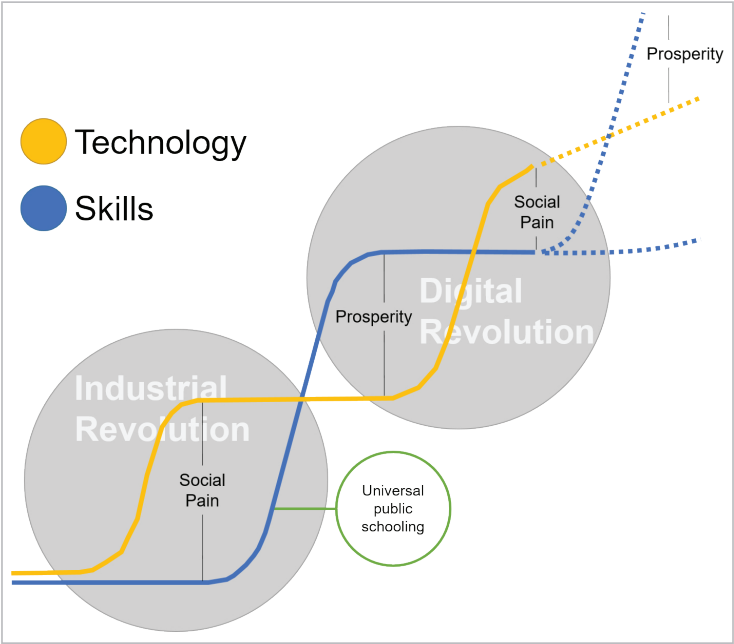 Prosperity
Technology
Skills
Social
Pain
Digital
Revolution
Prosperity
Industrial
Revolution
Social
Pain
Universal
public
schooling